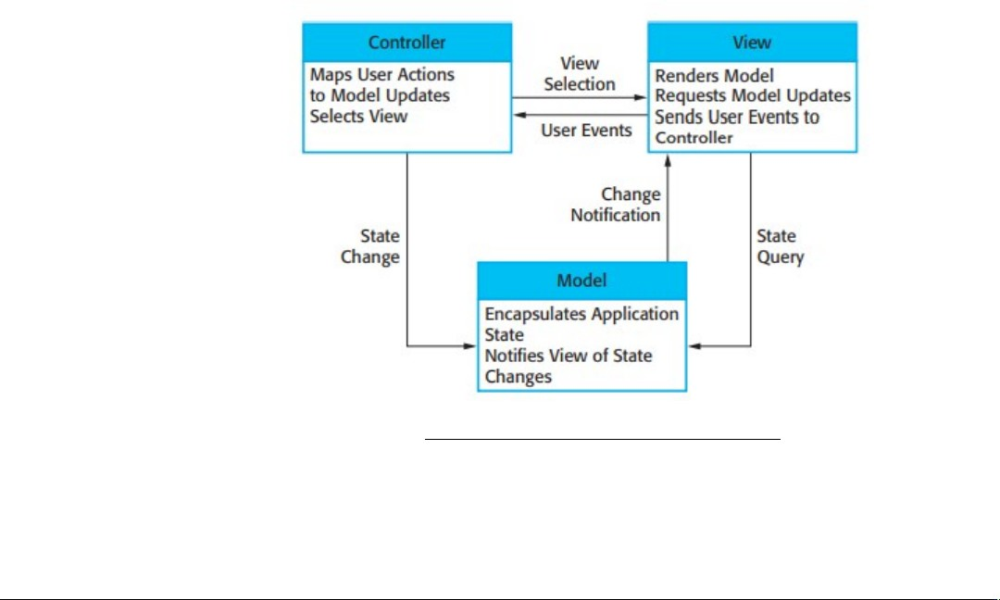 Controller
Maps User Actions
to Model Updates
Selects View
View
Selection
User Events
View
Renders Model
Requests Model Updates
Sends User Events to
Controller
State
Change
Change
Notification
State
Query
Model
Encapsulates Application
State
Notifies View of State
Changes